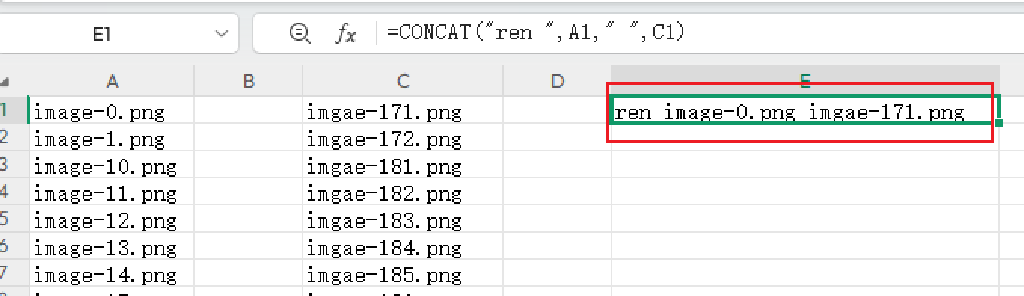 E1 fx =CONCAT("ren ",A1," ",C1)
A B C D E
1 image-0.png imgae-171.png ren image-0.png imgae-171.png
2 image-1.png imgae-172.png
3 image-10.png imgae-181.png
4 image-11.png imgae-182.png
5 image-12.png imgae-183.png
6 image-13.png imgae-184.png
7 image-14.png imgae-185.png